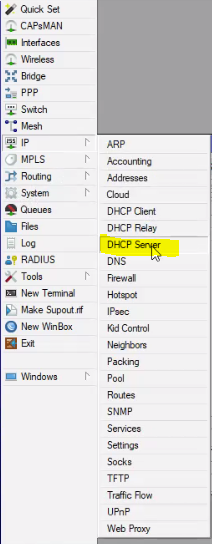 Quick Set
CAPsMAN
Interfaces
Wireless
Bridge
PPP
Switch
Mesh
IP
MPLS
Routing
System
Queues
Files
Log
RADIUS
Tools
New Terminal
Make Supout.rif
New WinBox
Exit
Windows
ARP
Accounting
Addresses
Cloud
DHCP Client
DHCP Relay
DHCP Server
DNS
Firewall
Hotspot
IPsec
Kid Control
Neighbors
Packing
Pool
Routes
SNMP
Services
Settings
Socks
TFTP
Traffic Flow
UPnP
Web Proxy